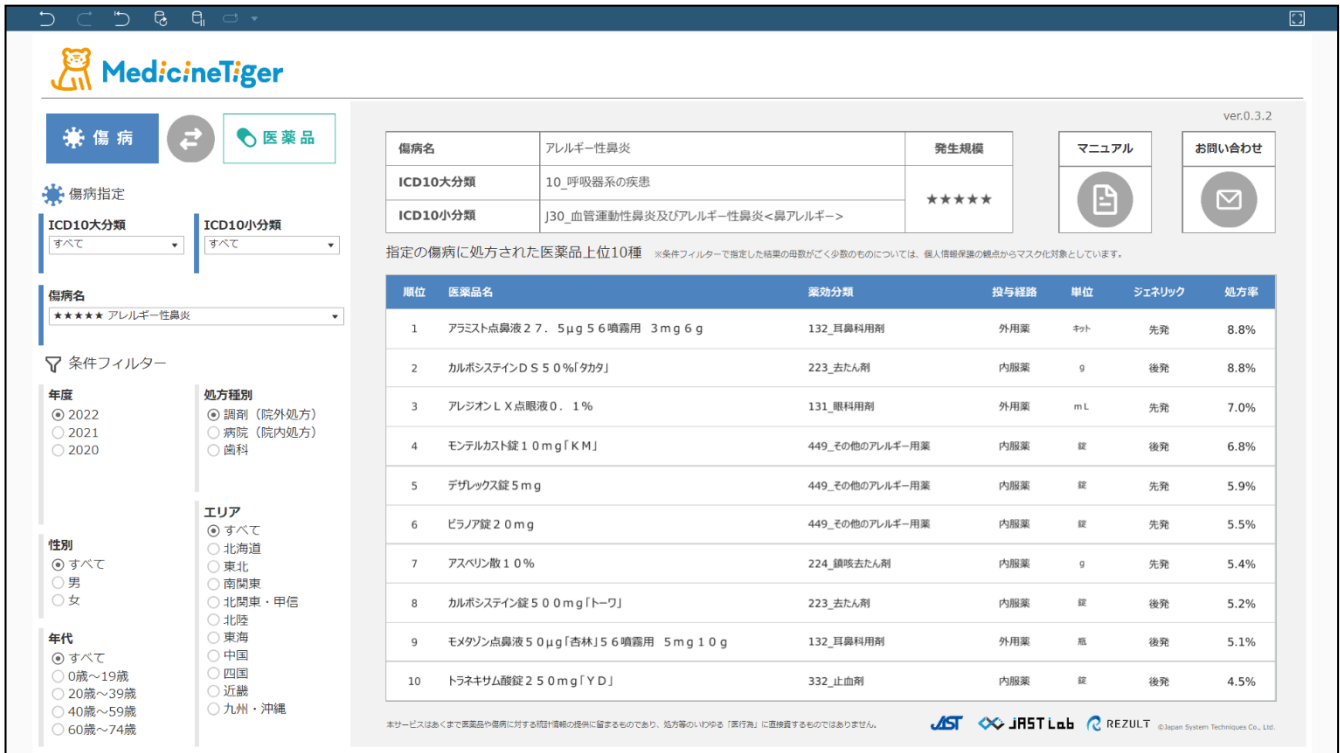 MedicineTiger
ver.0.3.2
傷病
医薬品
傷病指定
ICD10大分類
すべて
ICD10小分類
すべて
傷病名
★★★★★ アレルギー性鼻炎
条件フィルター
年度
2022
2021
2020
処方種別
調剤（院外処方）
病院（院内処方）
歯科
性別
すべて
男
女
年代
すべて
0歳～19歳
20歳～39歳
40歳～59歳
60歳～74歳
エリア
すべて
北海道
東北
南関東
北関東・甲信
北陸
東海
中国
四国
近畿
九州・沖縄
傷病名 アレルギー性鼻炎 発生規模
ICD10大分類 10_呼吸器系の疾患
★★★★★
ICD10小分類 J30_血管運動性鼻炎及びアレルギー性鼻炎<鼻アレルギー>
マニュアル
お問い合わせ
指定の傷病に処方された医薬品上位10種 ※条件フィルターで指定した結果の母数がごく少数のものについては、個人情報保護の観点からマスク化対象としています。
順位 医薬品名 薬効分類 投与経路 単位 ジェネリック 処方率
1 アラミスト点鼻液２７．５μg５６噴霧用 3mg6g 132_耳鼻科用剤 外用薬 キット 先発 8.8%
2 カルボシステインＤＳ５０％「タカタ」 223_去たん剤 内服薬 g 後発 8.8%
3 アレジオンＬＸ点眼液０．１％ 131_眼科用剤 外用薬 mL 先発 7.0%
4 モンテルカスト錠１０mg「ＫＭ」 449_その他のアレルギー用薬 内服薬 錠 後発 6.8%
5 デザレックス錠５mg 449_その他のアレルギー用薬 内服薬 錠 先発 5.9%
6 ビラノア錠２０mg 449_その他のアレルギー用薬 内服薬 錠 先発 5.5%
7 アスベリン散１０％ 224_鎮咳去たん剤 内服薬 g 先発 5.4%
8 カルボシステイン錠５００mg「トーワ」 223_去たん剤 内服薬 錠 後発 5.2%
9 モメタゾン点鼻液５０μg「杏林」５６噴霧用 5mg10g 132_耳鼻科用剤 外用薬 瓶 後発 5.1%
10 トラネキサム酸錠２５０mg「ＹＤ」 332_止血剤 内服薬 錠 後発 4.5%
本サービスはあくまで医薬品や傷病に対する統計情報の提供に留まるものであり、処方等のいわゆる「医行為」に直接資するものではありません。
JAST JAST Lab REZULT ©Japan System Techniques Co., Ltd.